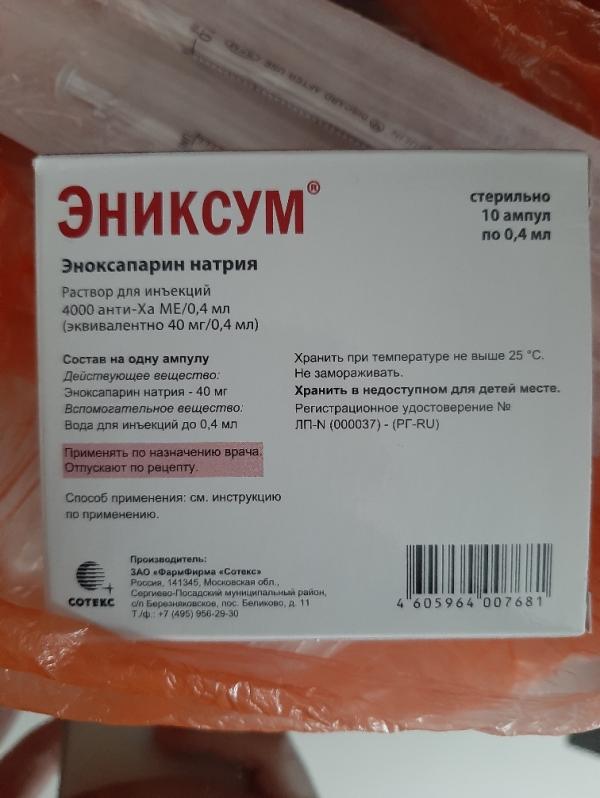 DISCARD AFTER USE
ЭНИКСУМ®
стерильно
10 ампул
по 0,4 мл
Эноксапарин натрия
Раствор для инъекций
4000 анти-Ха МЕ/0,4 мл
(эквивалентно 40 мг/0,4 мл)
Состав на одну ампулу
Действующее вещество:
Эноксапарин натрия - 40 мг
Вспомогательное вещество:
Вода для инъекций до 0,4 мл
Хранить при температуре не выше 25 °C.
Не замораживать.
Хранить в недоступном для детей месте.
Регистрационное удостоверение №
ЛП-N (000037) - (РГ-RU)
Применять по назначению врача.
Отпускают по рецепту.
Способ применения: см. инструкцию
по применению.
СОТЕКС
Производитель:
ЗАО «ФармФирма «Сотекс»
Россия, 141345, Московская обл.,
Сергиево-Посадский муниципальный район,
с/п Березняковское, пос. Беликово, д. 11
Т./ф.: +7 (495) 956-29-30
4 605964 007681